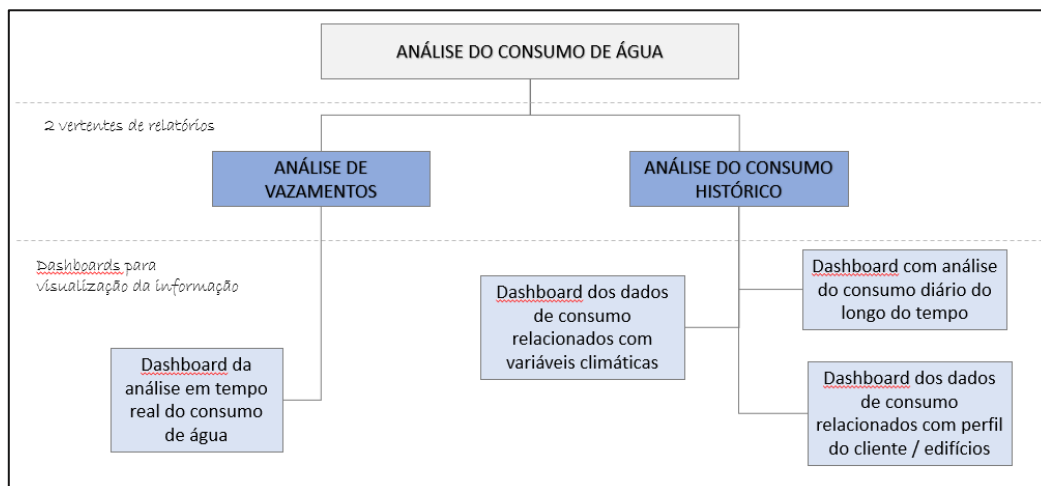 ANÁLISE DO CONSUMO DE ÁGUA
2 vertentes de relatórios
ANÁLISE DE
VAZAMENTOS
ANÁLISE DO CONSUMO
HISTÓRICO
Dashboards para
visualização da informação
Dashboard da
análise em tempo
real do consumo
de água
Dashboard dos dados
de consumo
relacionados com
variáveis climáticas
Dashboard com análise
do consumo diário do
longo do tempo
Dashboard dos dados
de consumo
relacionados com perfil
do cliente / edifícios